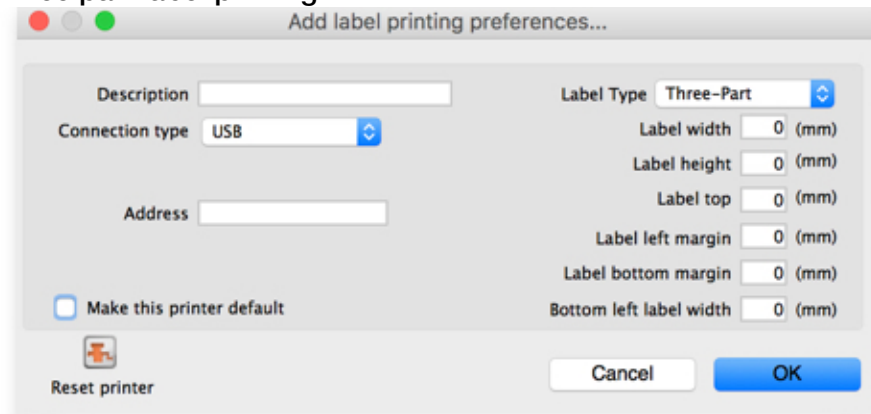 Add label printing preferences...
Description
Label Type Three-Part
Connection type USB
Label width 0 (mm)
Label height 0 (mm)
Address
Label top 0 (mm)
Label left margin 0 (mm)
Label bottom margin 0 (mm)
Make this printer default
Bottom left label width 0 (mm)
Reset printer
Cancel
OK